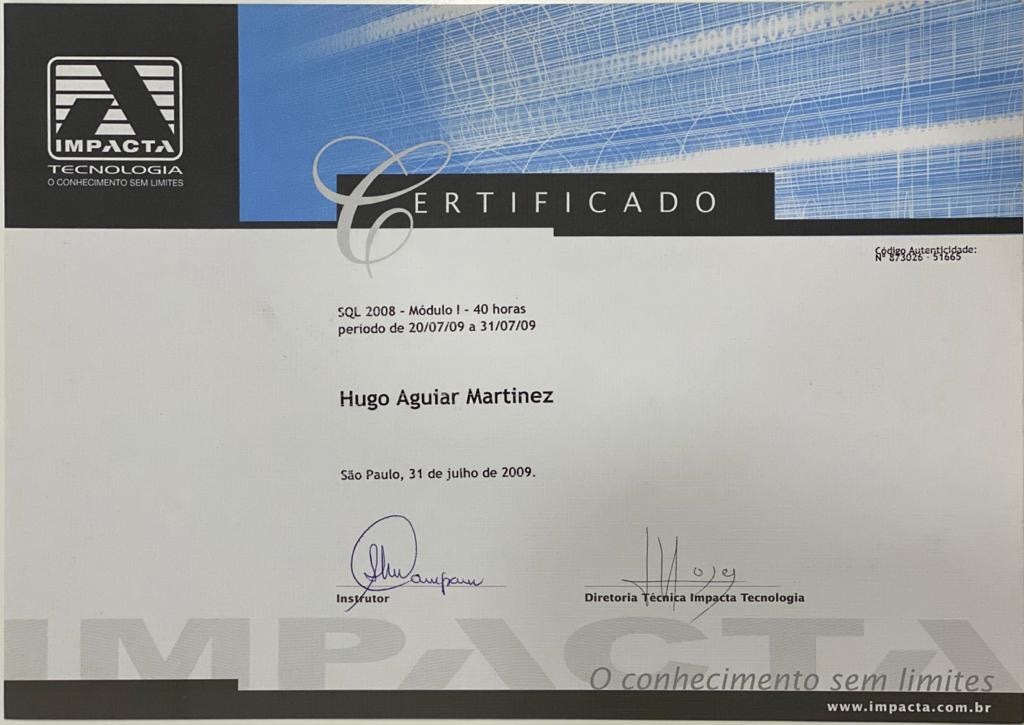 IMPACTA
TECNOLOGIA
O CONHECIMENTO SEM LIMITES
CERTIFICADO
Código Autenticidade:
Nº 873026 - 51665
SQL 2008 - Módulo I - 40 horas
período de 20/07/09 a 31/07/09
Hugo Aguiar Martinez
São Paulo, 31 de julho de 2009.
Instrutor
Diretoria Técnica Impacta Tecnologia
IMPACTA
O conhecimento sem limites
www.impacta.com.br